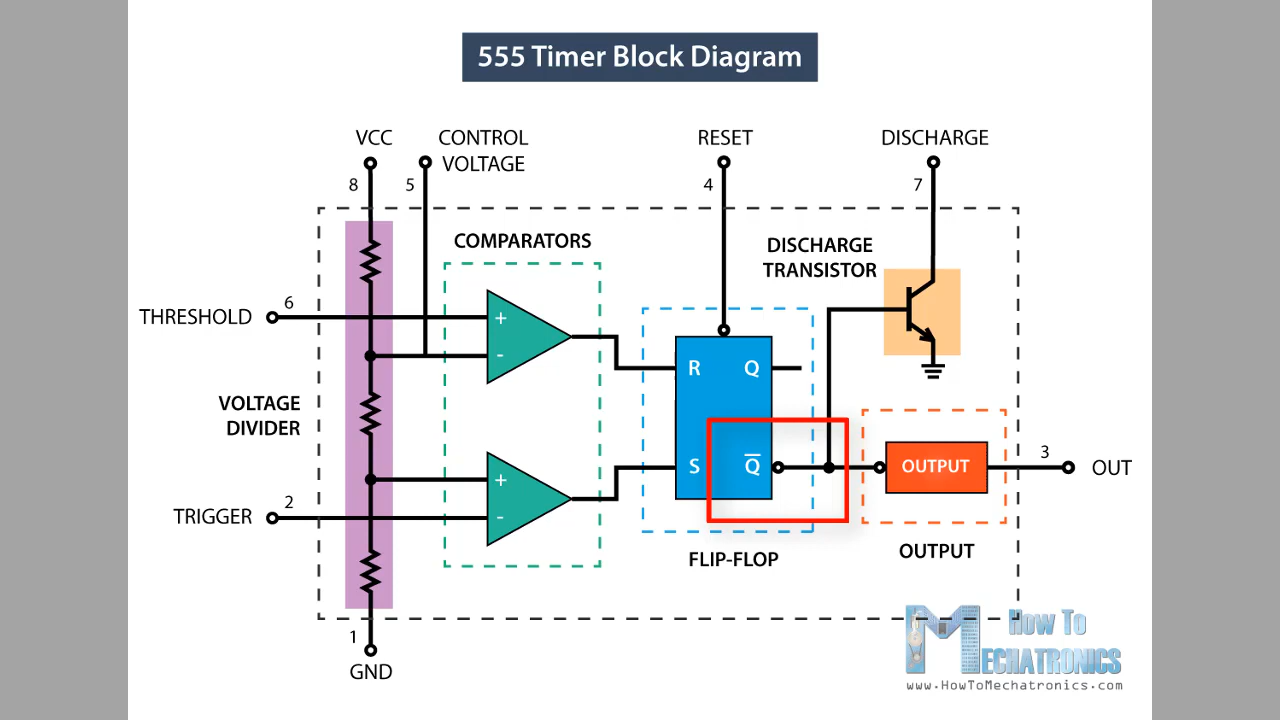 555 Timer Block Diagram
VCC
CONTROL
VOLTAGE
RESET
DISCHARGE
8
5
4
7
COMPARATORS
DISCHARGE
TRANSISTOR
THRESHOLD
6
+
-
R
Q
VOLTAGE
DIVIDER
S
Q̅
OUTPUT
3
OUT
TRIGGER
2
+
-
FLIP-FLOP
OUTPUT
1
GND
How To
MECHATRONICS
www.HowToMechatronics.com